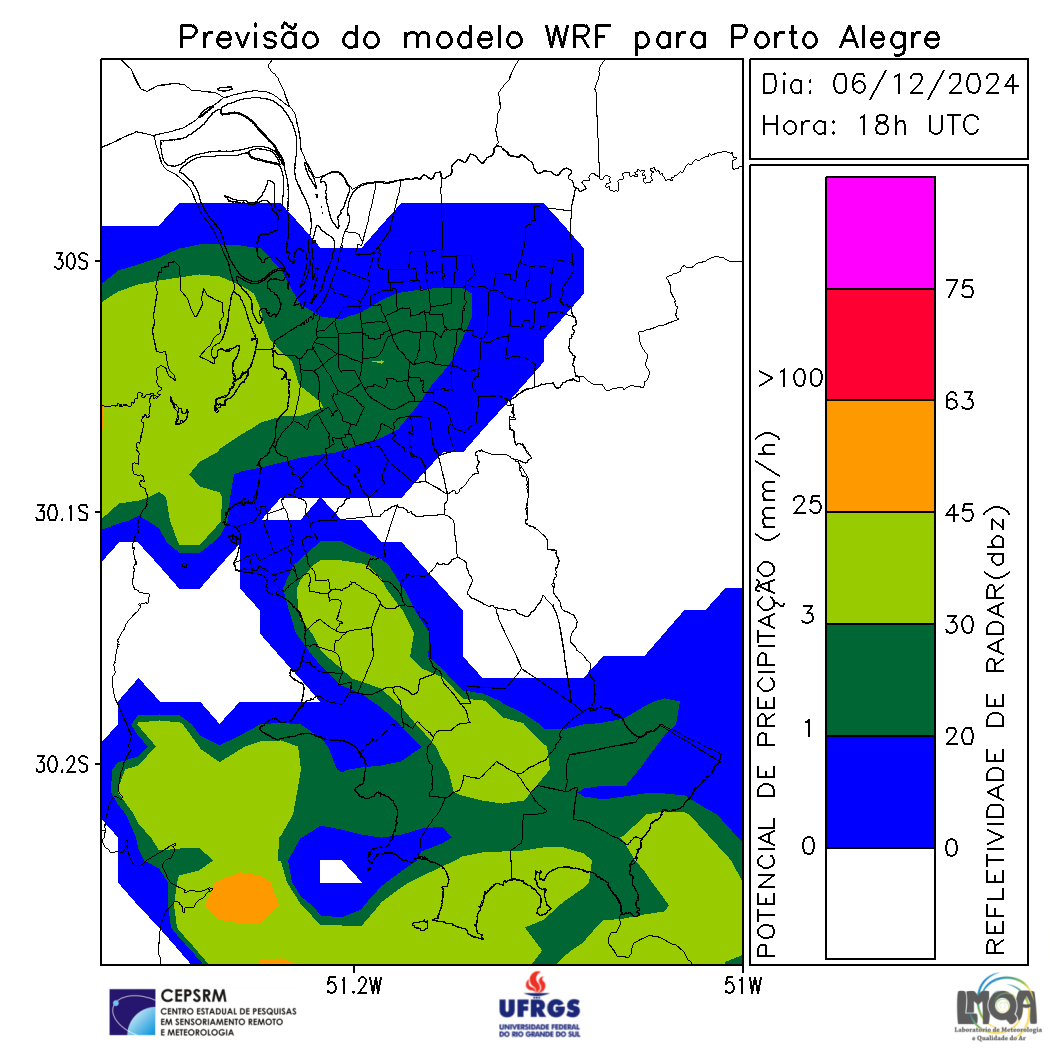 Previsão do modelo WRF para Porto Alegre
Dia: 06/12/2024
Hora: 18h UTC
30S
30.1S
30.2S
51.2W
51W
POTENCIAL DE PRECIPITAÇÃO (mm/h)
>100
25
3
1
0
75
63
45
30
20
0
REFLETIVIDADE DE RADAR(dbz)
CEPSRM
CENTRO ESTADUAL DE PESQUISAS
EM SENSORIAMENTO REMOTO
E METEOROLOGIA
UFRGS
UNIVERSIDADE FEDERAL
DO RIO GRANDE DO SUL
LMQA
Laboratório de Meteorologia
e Qualidade do Ar